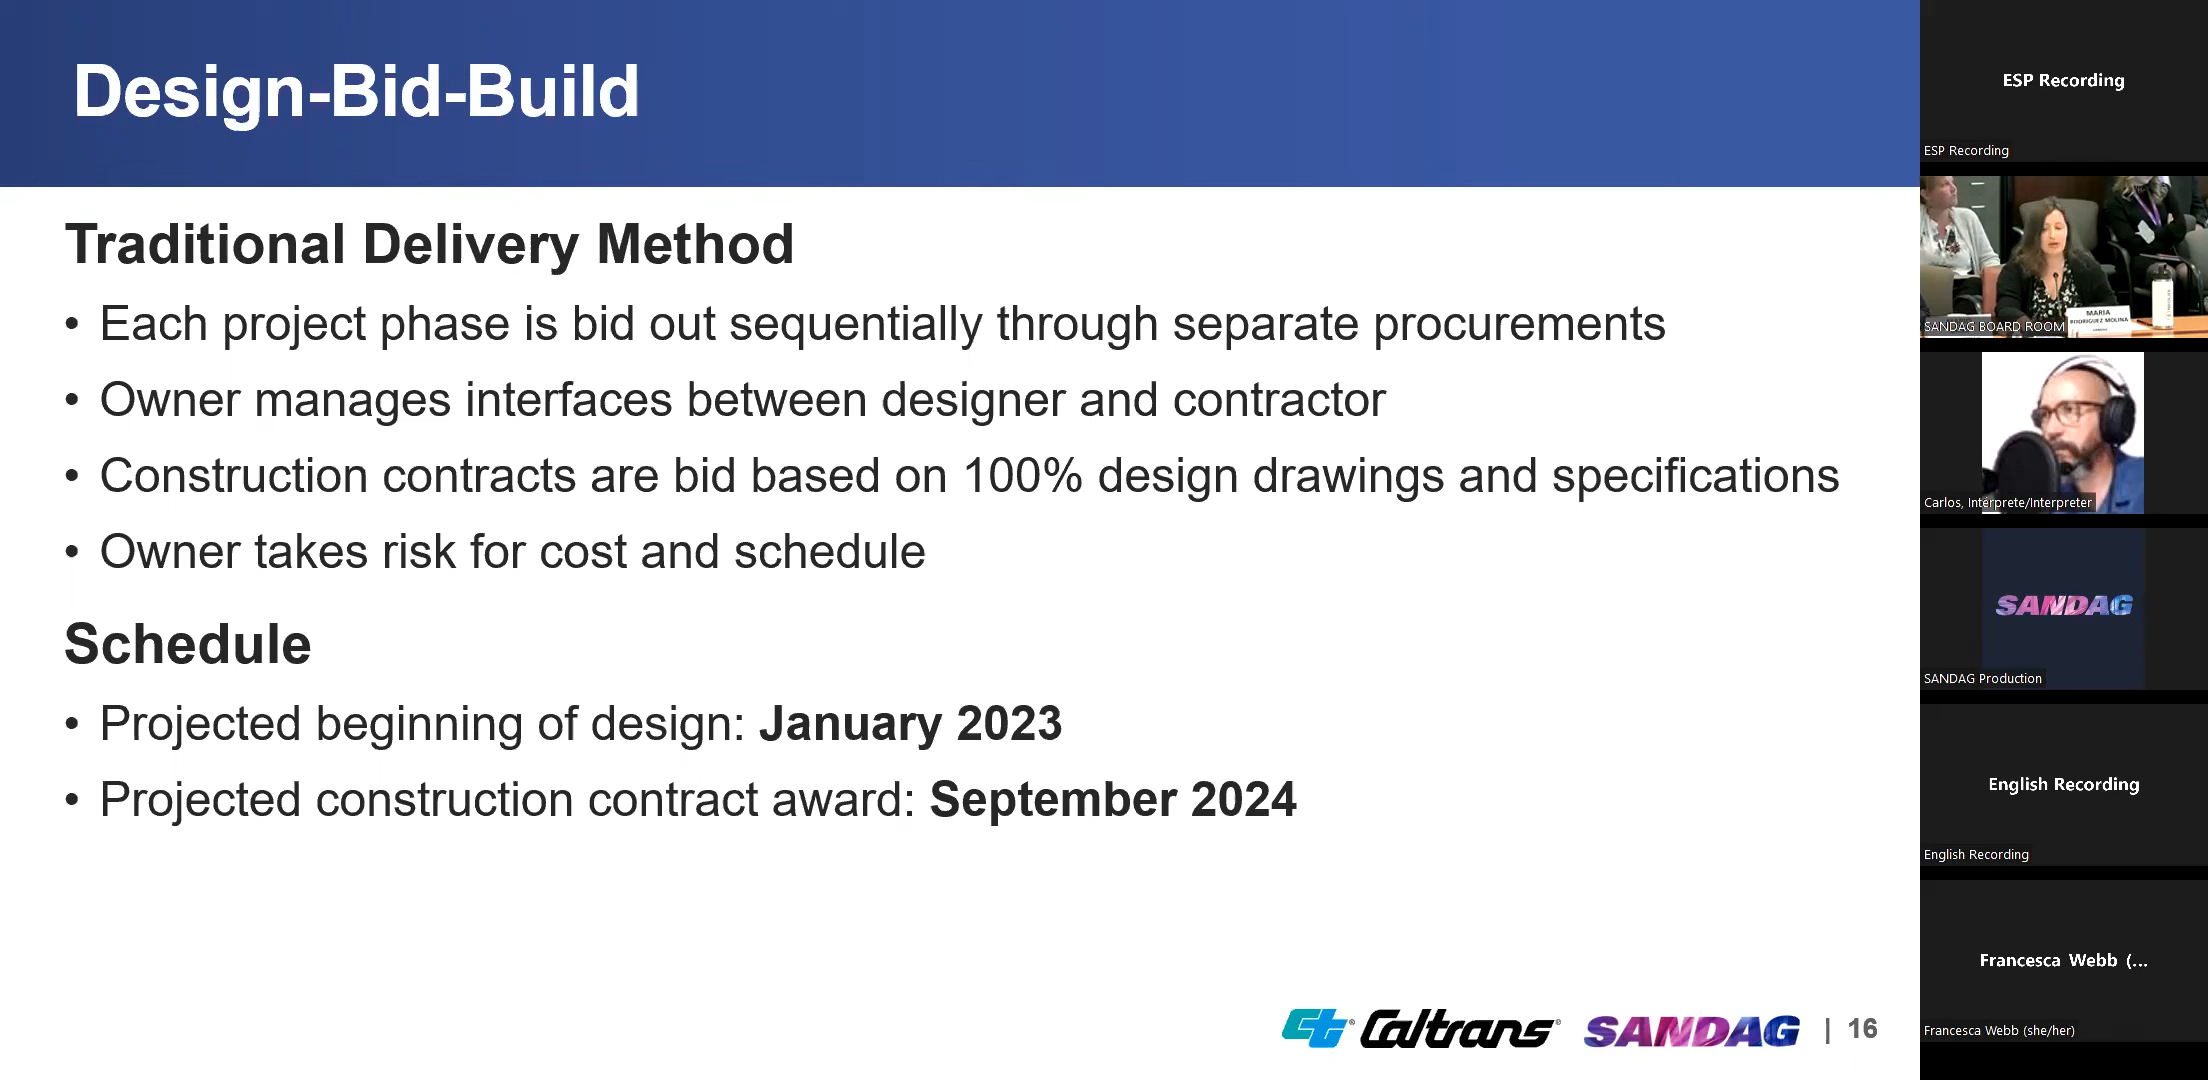 Design-Bid-Build
Traditional Delivery Method
• Each project phase is bid out sequentially through separate procurements
• Owner manages interfaces between designer and contractor
• Construction contracts are bid based on 100% design drawings and specifications
• Owner takes risk for cost and schedule
Schedule
• Projected beginning of design: January 2023
• Projected construction contract award: September 2024
Caltrans SANDAG | 16
ESP Recording
ESP Recording
MARIA
RODRIGUEZ MOLINA
SANDAG BOARD ROOM
Carlos, Intérprete/Interpreter
SANDAG
SANDAG Production
English Recording
English Recording
Francesca Webb (...
Francesca Webb (she/her)